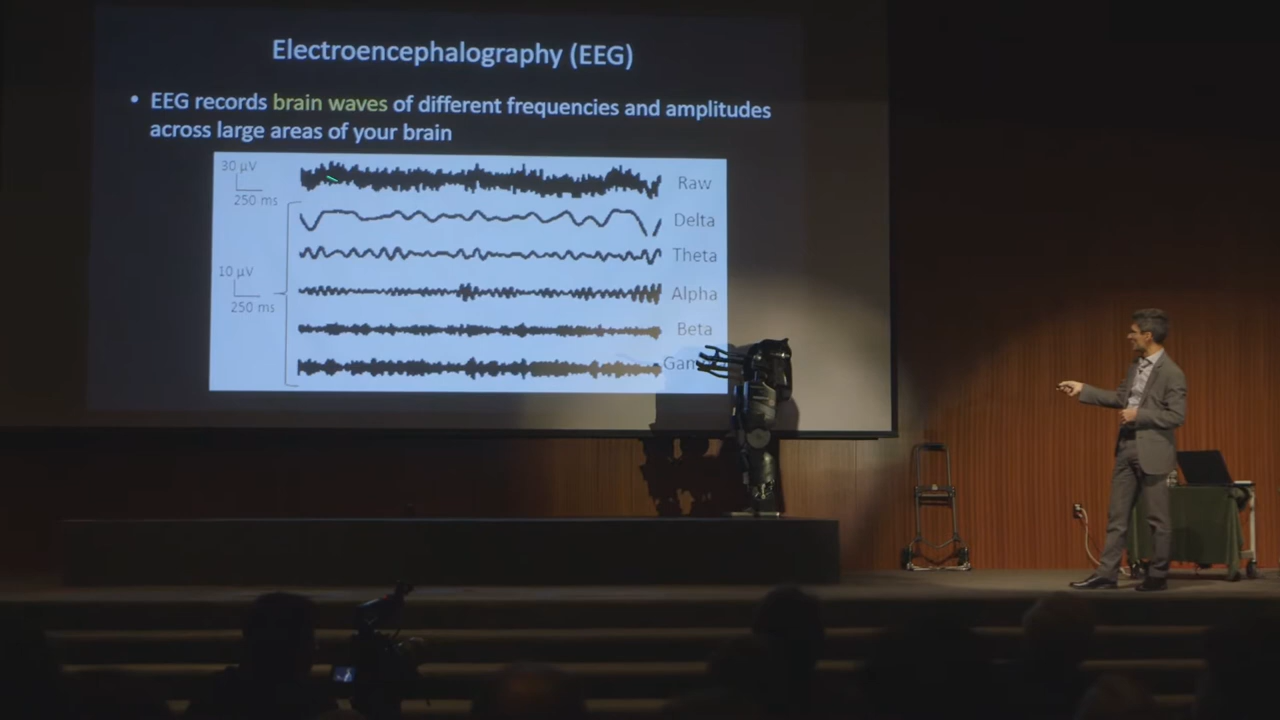 Electroencephalography (EEG)
• EEG records brain waves of different frequencies and amplitudes
across large areas of your brain
30 µV
250 ms
Raw
Delta
Theta
10 µV
250 ms
Alpha
Beta
Gam